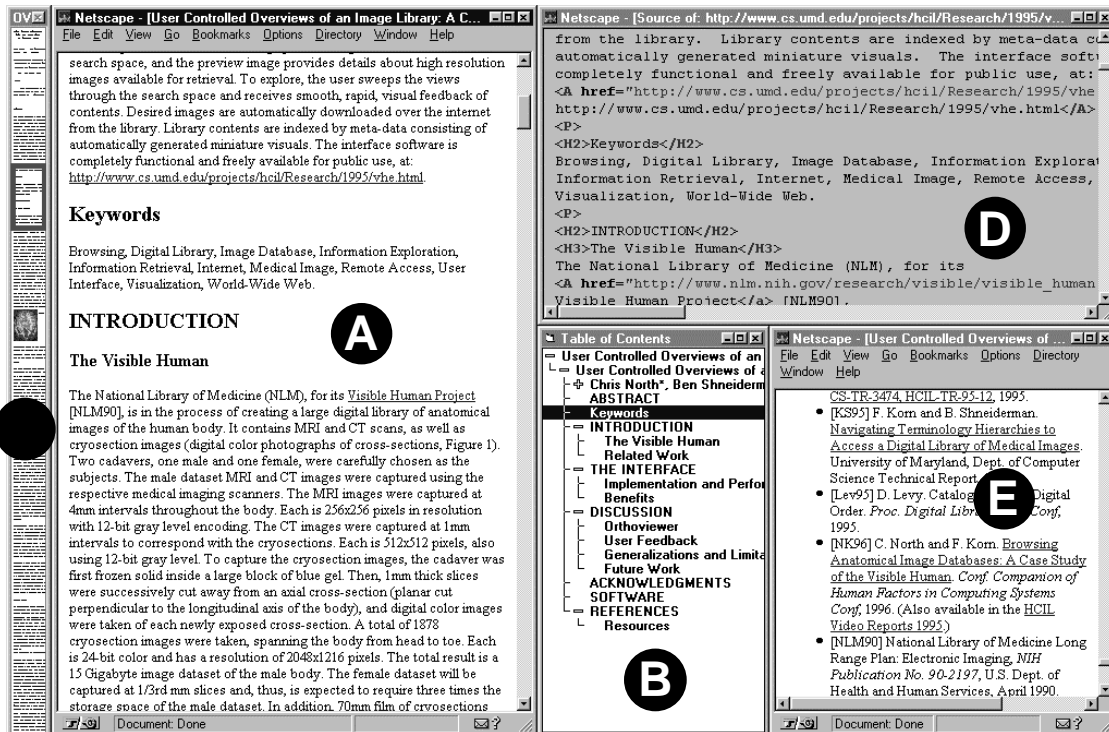 OV
Netscape - [User Controlled Overviews of an Image Library: A C...
File Edit View Go Bookmarks Options Directory Window Help
search space, and the preview image provides details about high resolution
images available for retrieval. To explore, the user sweeps the views
through the search space and receives smooth, rapid, visual feedback of
contents. Desired images are automatically downloaded over the internet
from the library. Library contents are indexed by meta-data consisting of
automatically generated miniature visuals. The interface software is
completely functional and freely available for public use, at:
http://www.cs.umd.edu/projects/hcil/Research/1995/vhe.html.
Keywords
Browsing, Digital Library, Image Database, Information Exploration,
Information Retrieval, Internet, Medical Image, Remote Access, User
Interface, Visualization, World-Wide Web.
INTRODUCTION
A
The Visible Human
The National Library of Medicine (NLM), for its Visible Human Project
[NLM90], is in the process of creating a large digital library of anatomical
images of the human body. It contains MRI and CT scans, as well as
cryosection images (digital color photographs of cross-sections, Figure 1).
Two cadavers, one male and one female, were carefully chosen as the
subjects. The male dataset MRI and CT images were captured using the
respective medical imaging scanners. The MRI images were captured at
4mm intervals throughout the body. Each is 256x256 pixels in resolution
with 12-bit gray level encoding. The CT images were captured at 1mm
intervals to correspond with the cryosections. Each is 512x512 pixels, also
using 12-bit gray level. To capture the cryosection images, the cadaver was
first frozen solid inside a large block of blue gel. Then, 1mm thick slices
were successively cut away from an axial cross-section (planar cut
perpendicular to the longitudinal axis of the body), and digital color images
were taken of each newly exposed cross-section. A total of 1878
cryosection images were taken, spanning the body from head to toe. Each
is 24-bit color and has a resolution of 2048x1216 pixels. The total result is a
15 Gigabyte image dataset of the male body. The female dataset will be
captured at 1/3rd mm slices and, thus, is expected to require three times the
storage space of the male dataset. In addition, 70mm film of cryosections
Document: Done
Netscape - [Source of: http://www.cs.umd.edu/projects/hcil/Research/1995/v...
from the library. Library contents are indexed by meta-data co
automatically generated miniature visuals. The interface soft
completely functional and freely available for public use, at:
<A href="http://www.cs.umd.edu/projects/hcil/Research/1995/vhe
http://www.cs.umd.edu/projects/hcil/Research/1995/vhe.html</A>
<P>
<H2>Keywords</H2>
Browsing, Digital Library, Image Database, Information Explorat
Information Retrieval, Internet, Medical Image, Remote Access,
Visualization, World-Wide Web.
<P>
<H2>INTRODUCTION</H2>
<H3>The Visible Human</H3>
D
The National Library of Medicine (NLM), for its
<A href="http://www.nlm.nih.gov/research/visible/visible_human
Visible Human Project</a> [NLM90],
Table of Contents
User Controlled Overviews of an
User Controlled Overviews of a
Chris North*, Ben Shneiderm
ABSTRACT
Keywords
INTRODUCTION
The Visible Human
Related Work
THE INTERFACE
Implementation and Perfor
Benefits
DISCUSSION
Orthoviewer
User Feedback
Generalizations and Limita
Future Work
ACKNOWLEDGMENTS
SOFTWARE
REFERENCES
Resources
B
Netscape - [User Controlled Overviews of ...
File Edit View Go Bookmarks Options Directory
Window Help
CS-TR-3474, HCIL-TR-95-12, 1995.
[KS95] F. Korn and B. Shneiderman.
Navigating Terminology Hierarchies to
Access a Digital Library of Medical Images.
University of Maryland, Dept. of Computer
Science Technical Report
E
[Lev95] D. Levy. Catalog Digital
Order. Proc. Digital Conf,
1995.
[NK96] C. North and F. Korn. Browsing
Anatomical Image Databases: A Case Study
of the Visible Human. Conf. Companion of
Human Factors in Computing Systems
Conf, 1996. (Also available in the HCIL
Video Reports 1995.)
[NLM90] National Library of Medicine Long
Range Plan: Electronic Imaging, NIH
Publication No. 90-2197, U.S. Dept. of
Health and Human Services, April 1990.
Document: Done